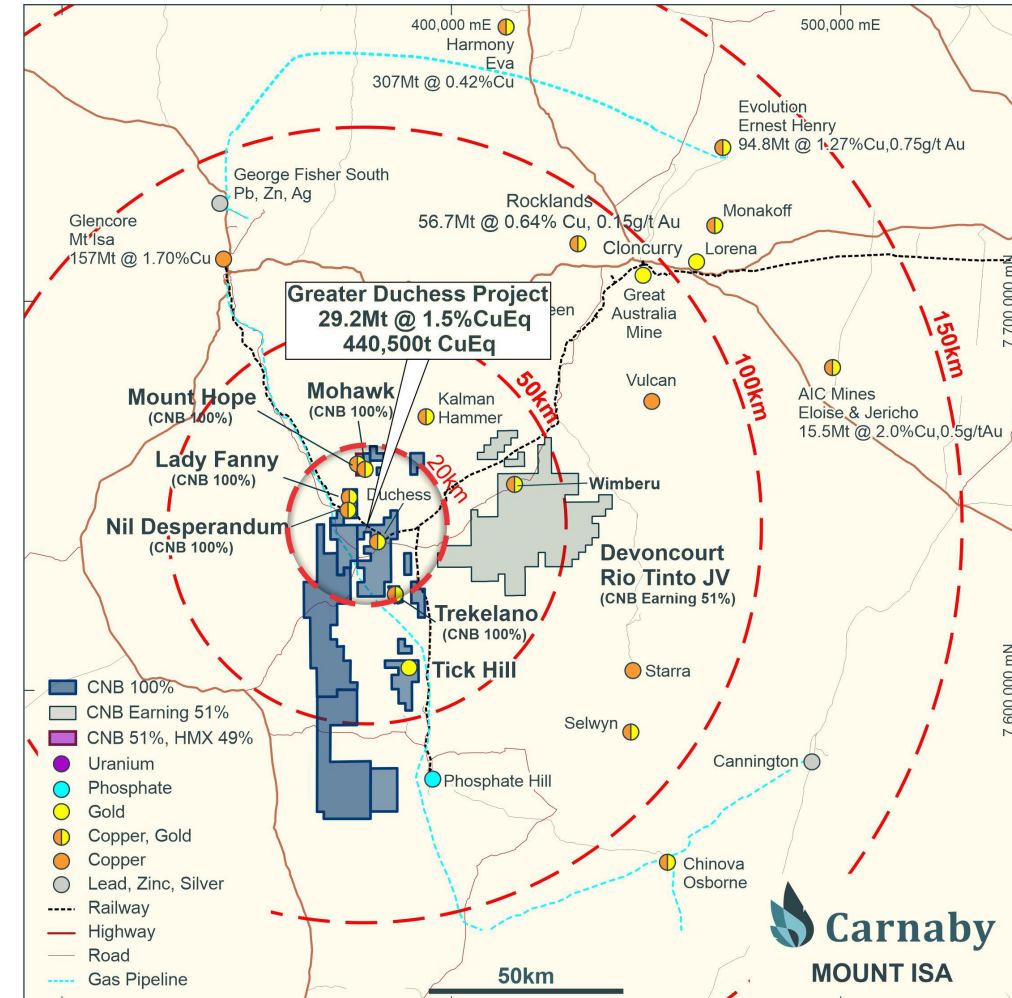 400,000 mE
500,000 mE
Harmony
Eva
307Mt @ 0.42%Cu
Evolution
Ernest Henry
94.8Mt @ 1.27%Cu,0.75g/t Au
George Fisher South
Pb, Zn, Ag
Rocklands
56.7Mt @ 0.64% Cu, 0.15g/t Au
Monakoff
Glencore
Mt Isa
157Mt @ 1.70%Cu
Cloncurry
Lorena
7 700 000 mN
Greater Duchess Project
29.2Mt @ 1.5%CuEq
440,500t CuEq
een
Great
Australia
Mine
150km
100km
50km
Vulcan
AIC Mines
Eloise & Jericho
15.5Mt @ 2.0%Cu,0.5g/tAu
Mount Hope
(CNB 100%)
Mohawk
(CNB 100%)
Kalman
Hammer
Lady Fanny
(CNB 100%)
20km
Duchess
Wimberu
Nil Desperandum
(CNB 100%)
Devoncourt
Rio Tinto JV
(CNB Earning 51%)
Trekelano
(CNB 100%)
Tick Hill
Starra
7 600 000 mN
Selwyn
Cannington
Phosphate Hill
Chinova
Osborne
CNB 100%
CNB Earning 51%
CNB 51%, HMX 49%
Uranium
Phosphate
Gold
Copper, Gold
Copper
Lead, Zinc, Silver
Railway
Highway
Road
Gas Pipeline
50km
Carnaby
MOUNT ISA